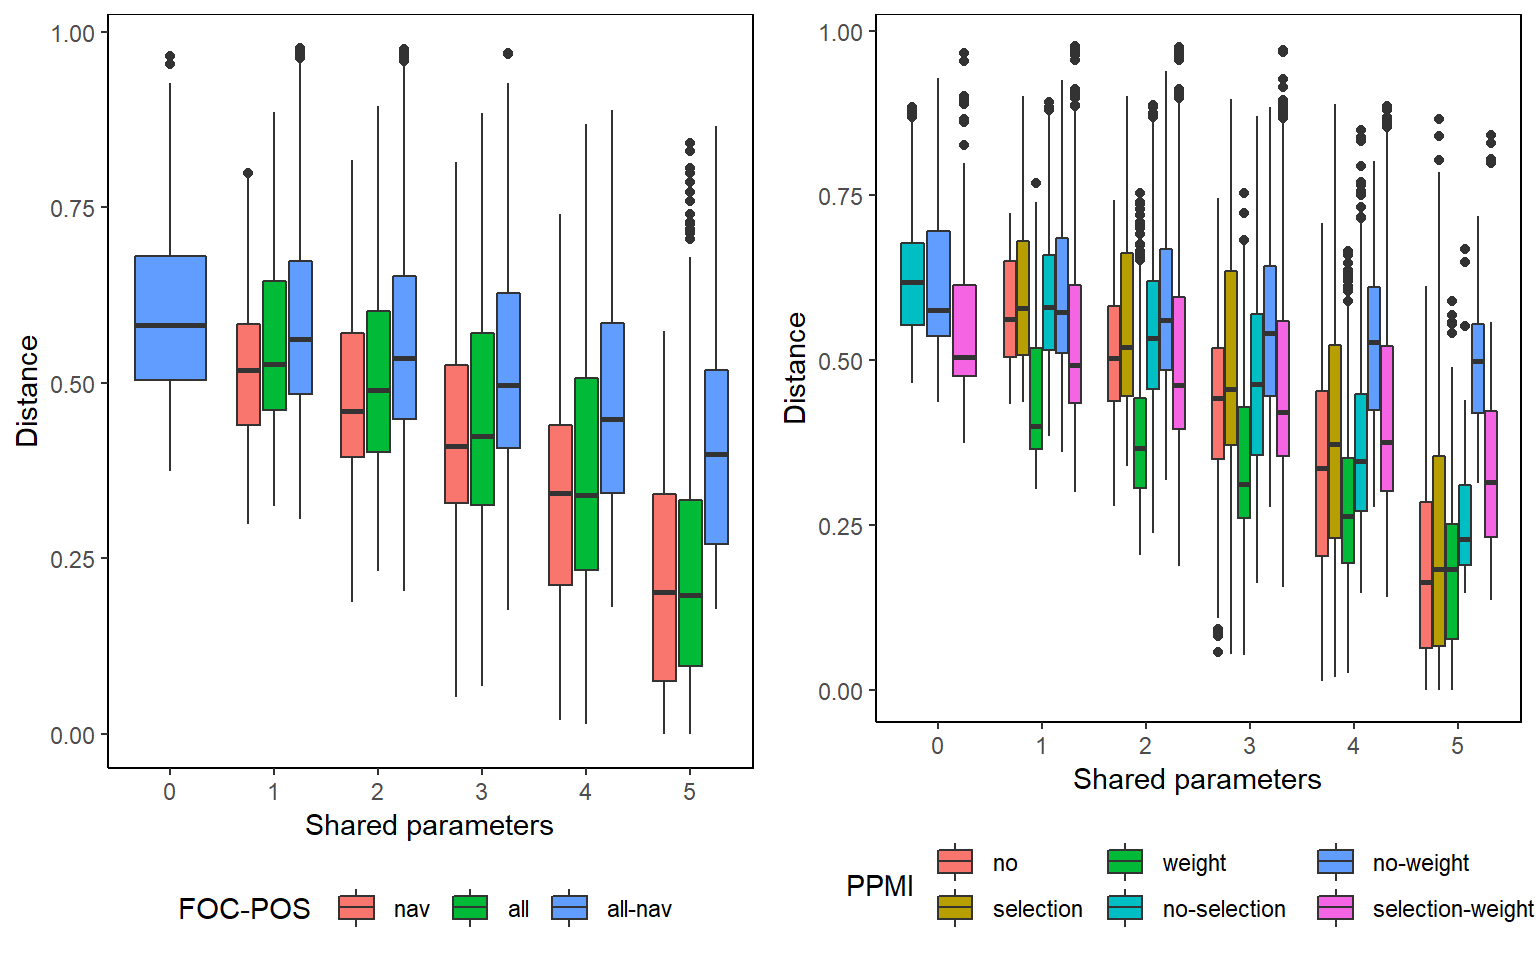 1.00
0.75
0.50
0.25
0.00
Distance
0 1 2 3 4 5
Shared parameters
FOC-POS nav all all-nav
1.00
0.75
0.50
0.25
0.00
Distance
0 1 2 3 4 5
Shared parameters
PPMI
no weight no-weight
selection no-selection selection-weight